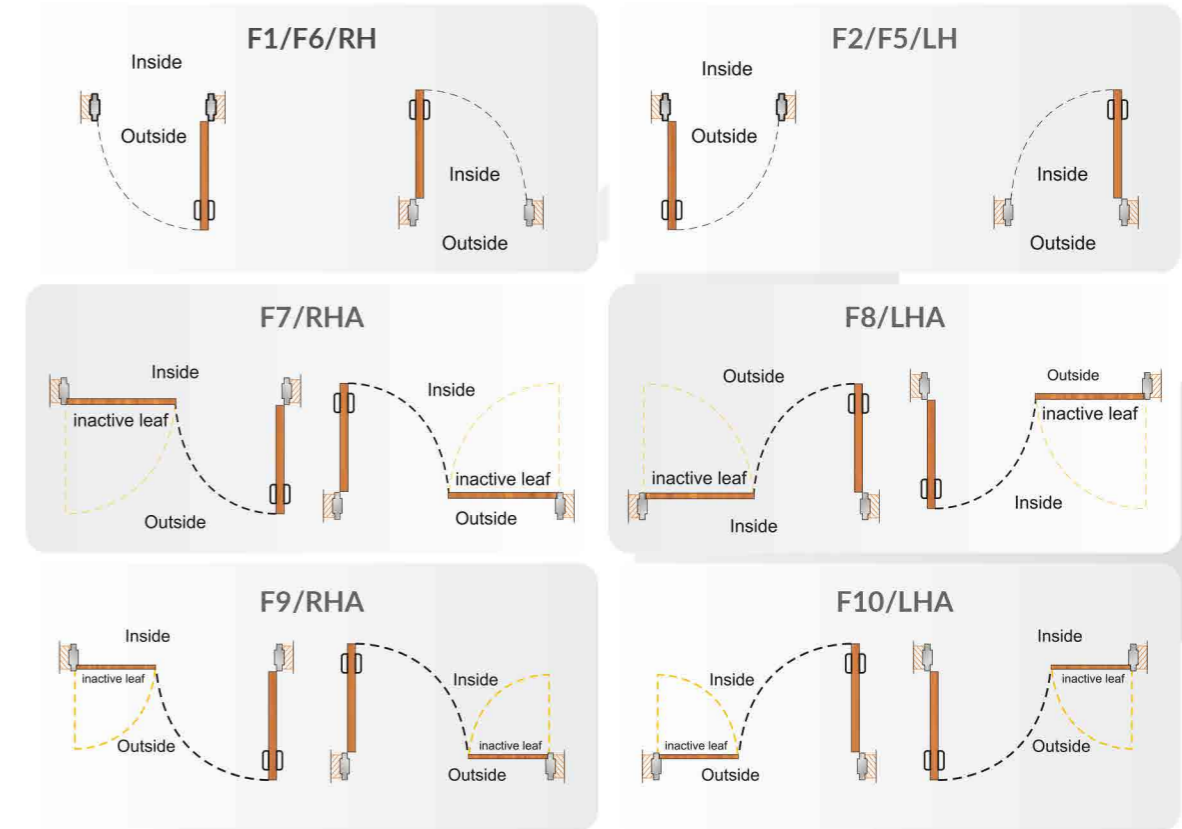 F1/F6/RH
Inside
Outside
Inside
Outside
F2/F5/LH
Inside
Outside
Inside
Outside
F7/RHA
Inside
inactive leaf
Outside
Inside
inactive leaf
Outside
F8/LHA
Outside
inactive leaf
Inside
Outside
inactive leaf
Inside
F9/RHA
Inside
inactive leaf
Outside
Inside
inactive leaf
Outside
F10/LHA
Inside
inactive leaf
Outside
Inside
inactive leaf
Outside